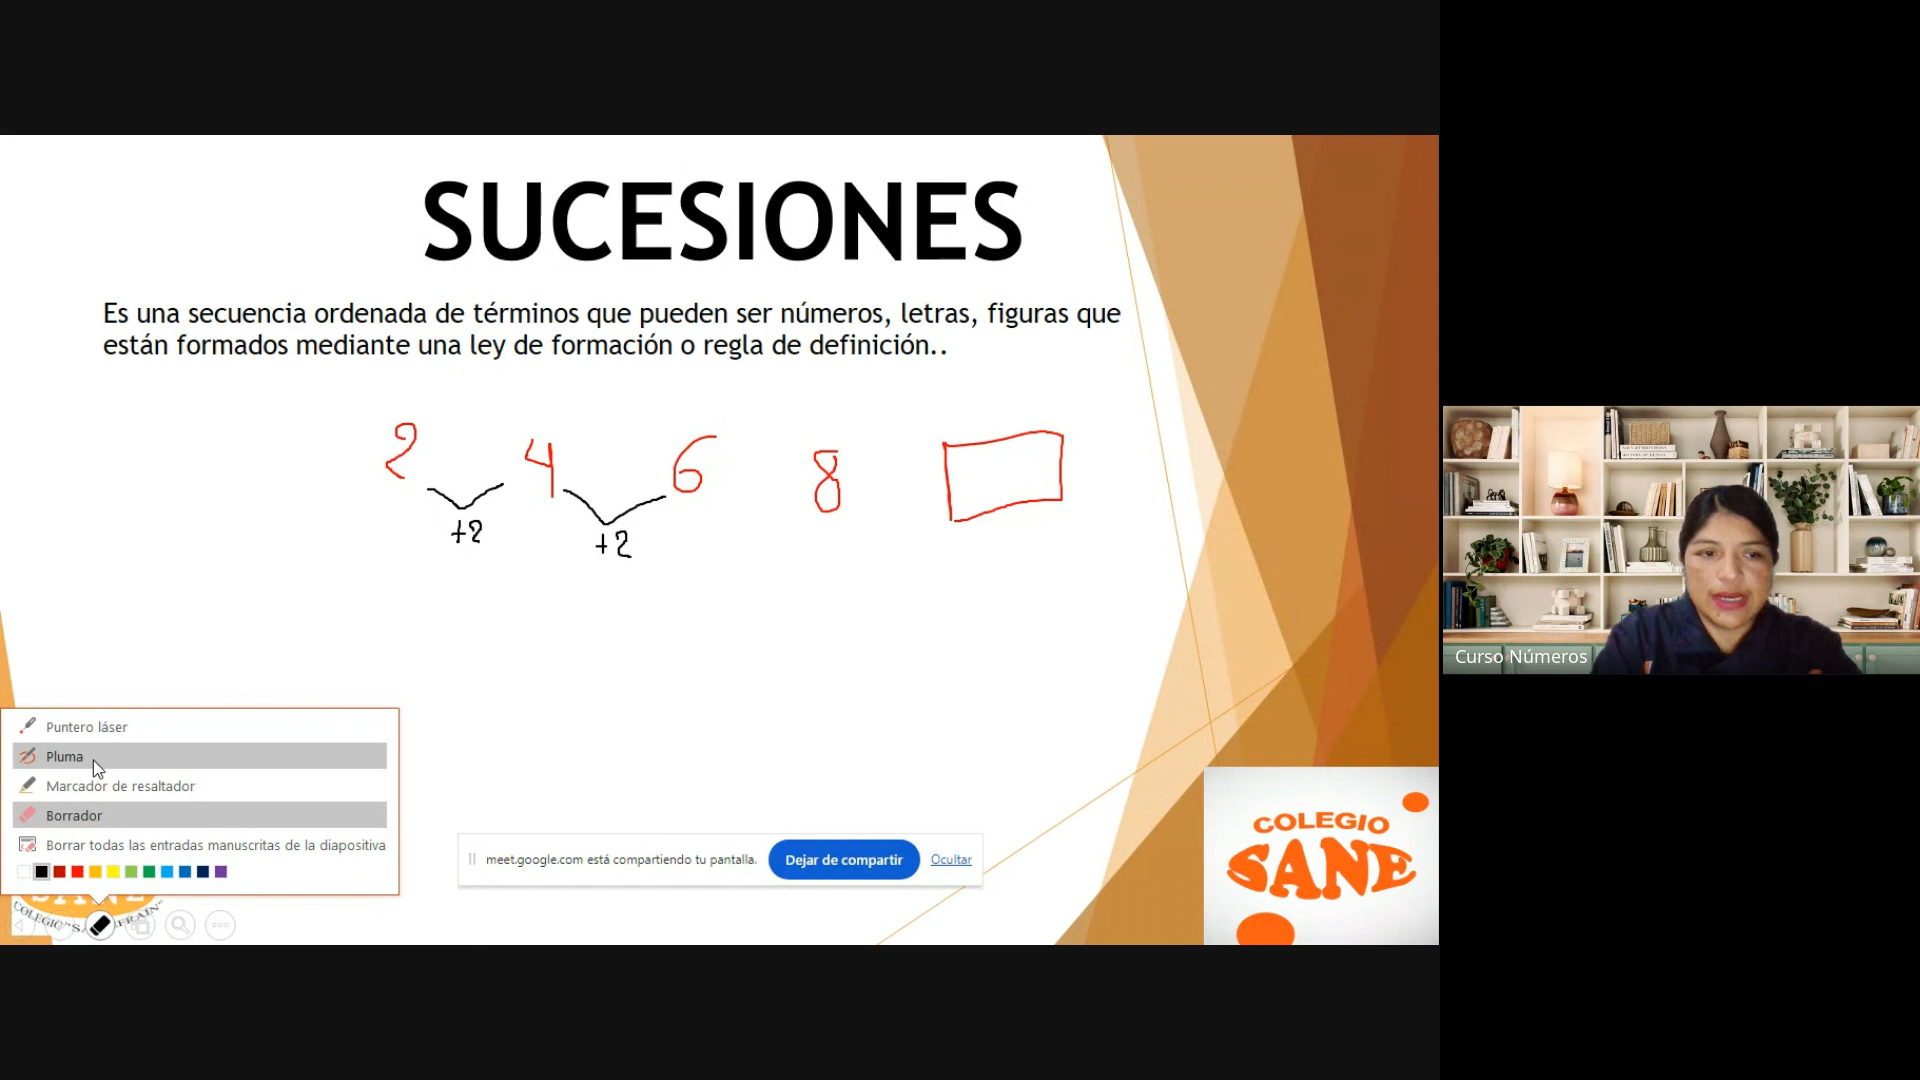 SUCESIONES
Es una secuencia ordenada de términos que pueden ser números, letras, figuras que
están formados mediante una ley de formación o regla de definición..
2 4 6 8
+2 +2
Curso Números
Puntero láser
Pluma
Marcador de resaltador
Borrador
Borrar todas las entradas manuscritas de la diapositiva
meet.google.com está compartiendo tu pantalla.
Dejar de compartir
Ocultar
SANE
COLEGIO
COLEGIO
SANE